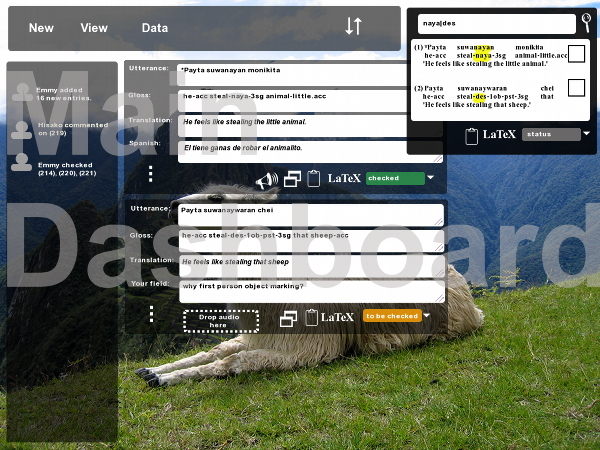 New View Data
naya|des
(1) *Payta suwanayan monikita
he-acc steal-naya-3sg animal-little.acc
'He feels like stealing the little animal.'
(2) Payta suwanaywaran chei
he-acc steal-des-1ob-pst-3sg that
'He feels like stealing that sheep.'
LaTeX status
Main
Dashboard
Emmy added
16 new entries.
Hisako commented
on (219)
Emmy checked
(214), (220), (221)
Utterance: *Payta suwanayan monikita
Gloss: he-acc steal-naya-3sg animal-little.acc
Translation: He feels like stealing the little animal.
Spanish: El tiene ganas de robar el animalito.
LaTeX checked
Utterance: Payta suwanaywaran chei
Gloss: he-acc steal-des-1ob-pst-3sg that sheep-acc
Translation: He feels like stealing that sheep
Your field: why first person object marking?
Drop audio
here
LaTeX to be checked